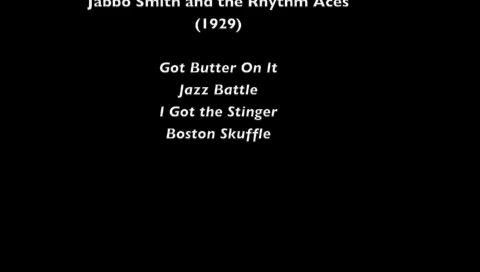 Jabbo Smith and the Rhythm Aces
(1929)
Got Butter On It
Jazz Battle
I Got the Stinger
Boston Skuffle